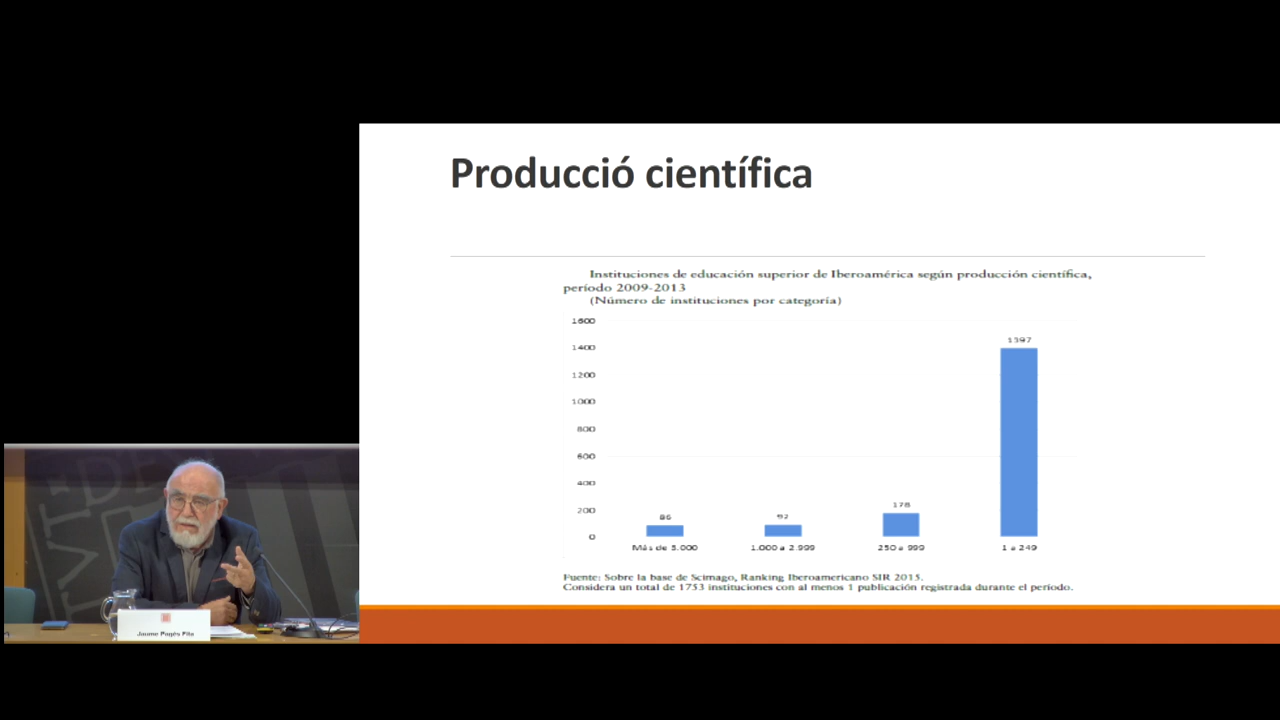 Producció científica
Instituciones de educación superior de Iberoamérica según producción científica,
período 2009-2013
(Número de instituciones por categoría)
1600
1400
1200
1000
800
600
400
200
0
86
92
178
1397
Más de 3.000
1.000 a 2.999
250 a 999
1 a 249
Fuente: Sobre la base de Scimago, Ranking Iberoamericano SIR 2015.
Considera un total de 1753 instituciones con al menos 1 publicación registrada durante el período.
Jaume Pagès Fita